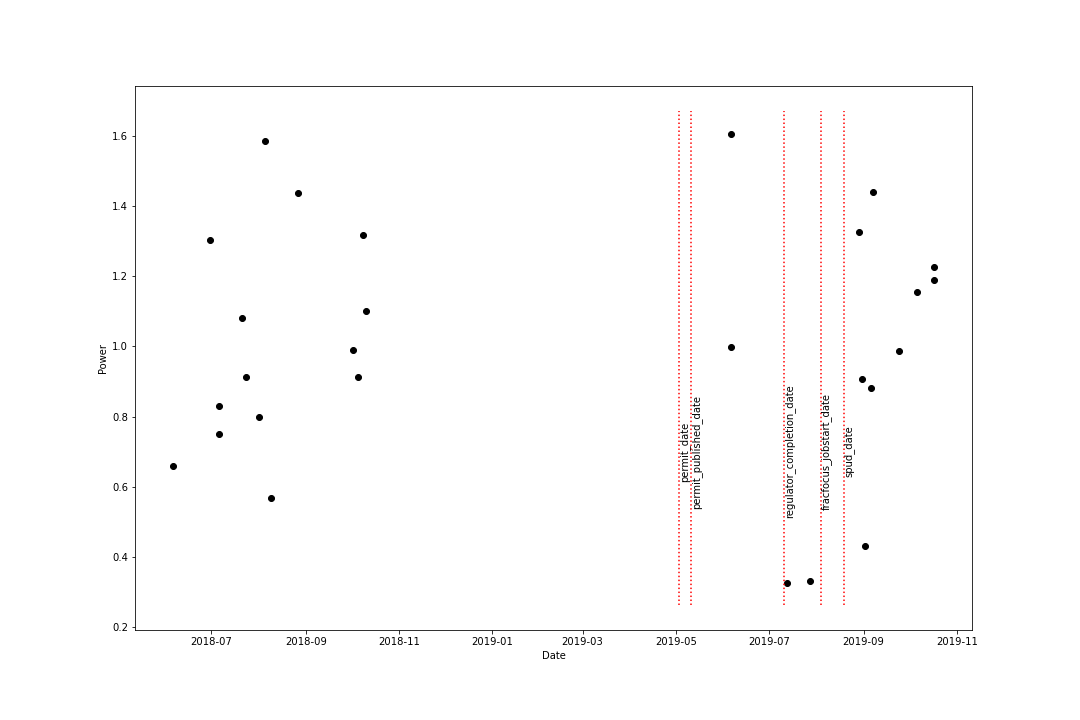 1.6
1.4
1.2
1.0
0.8
0.6
0.4
0.2
Power
permit_date
permit_published_date
regulator_completion_date
fracfocus_jobstart_date
spud_date
2018-07 2018-09 2018-11 2019-01 2019-03 2019-05 2019-07 2019-09 2019-11
Date